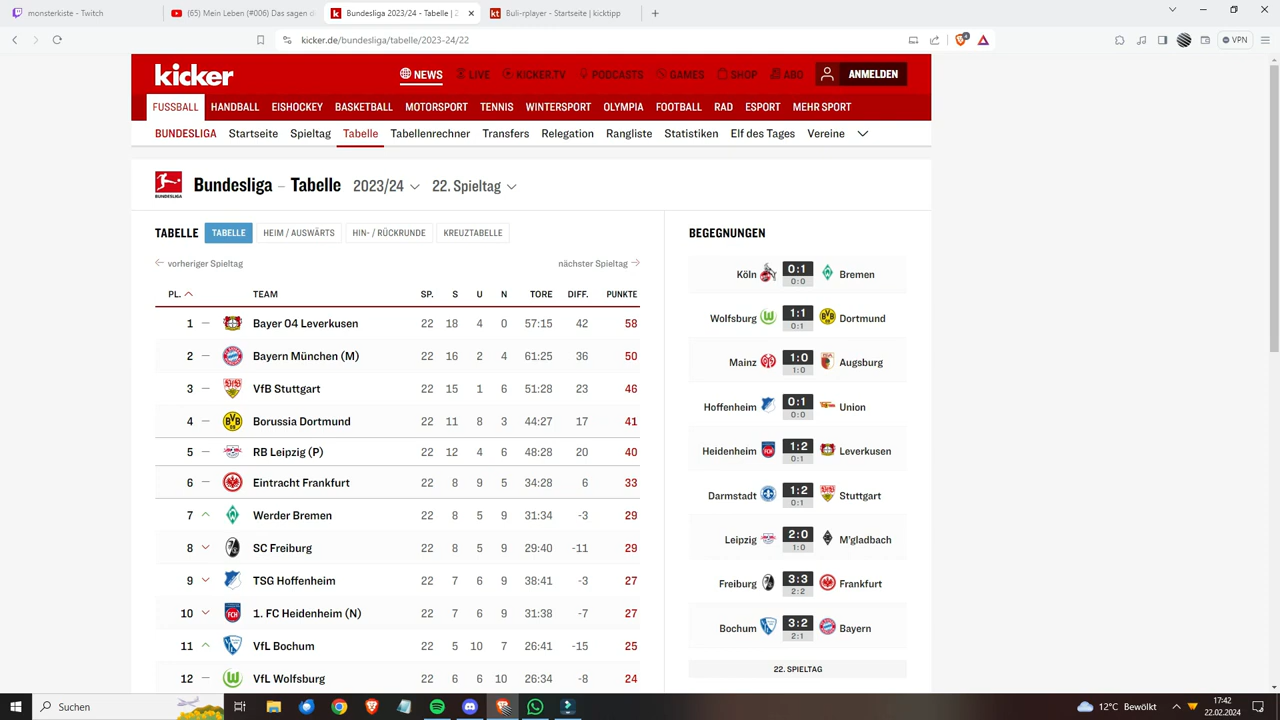 monsterkiste - Twitch
(65) Mein Leben (#006) Das sagen d
Bundesliga 2023/24 - Tabelle | 2
Buli-rplayer - Startseite | kicktipp
kicker.de/bundesliga/tabelle/2023-24/22
VPN
kicker
NEWS LIVE KICKER.TV PODCASTS GAMES SHOP ABO ANMELDEN
FUSSBALL HANDBALL EISHOCKEY BASKETBALL MOTORSPORT TENNIS WINTERSPORT OLYMPIA FOOTBALL RAD ESPORT MEHR SPORT
BUNDESLIGA Startseite Spieltag Tabelle Tabellenrechner Transfers Relegation Rangliste Statistiken Elf des Tages Vereine
BUNDESLIGA
Bundesliga – Tabelle 2023/24 22. Spieltag
TABELLE TABELLE HEIM / AUSWÄRTS HIN- / RÜCKRUNDE KREUZTABELLE
vorheriger Spieltag nächster Spieltag
PL. TEAM SP. S U N TORE DIFF. PUNKTE
1 Bayer 04 Leverkusen 22 18 4 0 57:15 42 58
2 Bayern München (M) 22 16 2 4 61:25 36 50
3 VfB Stuttgart 22 15 1 6 51:28 23 46
4 Borussia Dortmund 22 11 8 3 44:27 17 41
5 RB Leipzig (P) 22 12 4 6 48:28 20 40
6 Eintracht Frankfurt 22 8 9 5 34:28 6 33
7 Werder Bremen 22 8 5 9 31:34 -3 29
8 SC Freiburg 22 8 5 9 29:40 -11 29
9 TSG Hoffenheim 22 7 6 9 38:41 -3 27
10 1. FC Heidenheim (N) 22 7 6 9 31:38 -7 27
11 VfL Bochum 22 5 10 7 26:41 -15 25
12 VfL Wolfsburg 22 6 6 10 26:34 -8 24
BEGEGNUNGEN
Köln 0:1 Bremen
0:0
Wolfsburg 1:1 Dortmund
0:1
Mainz 1:0 Augsburg
1:0
Hoffenheim 0:1 Union
0:0
Heidenheim 1:2 Leverkusen
0:1
Darmstadt 1:2 Stuttgart
0:1
Leipzig 2:0 M'gladbach
1:0
Freiburg 3:3 Frankfurt
2:2
Bochum 3:2 Bayern
2:1
22. SPIELTAG
Suchen
12°C Bewölkt
17:42
22.02.2024